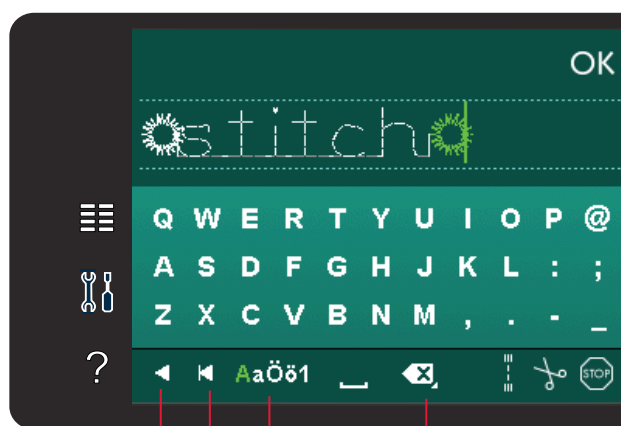 OK
stitch
Q W E R T Y U I O P @
A S D F G H J K L : ;
Z X C V B N M , . - _
? AaÖö1 STOP